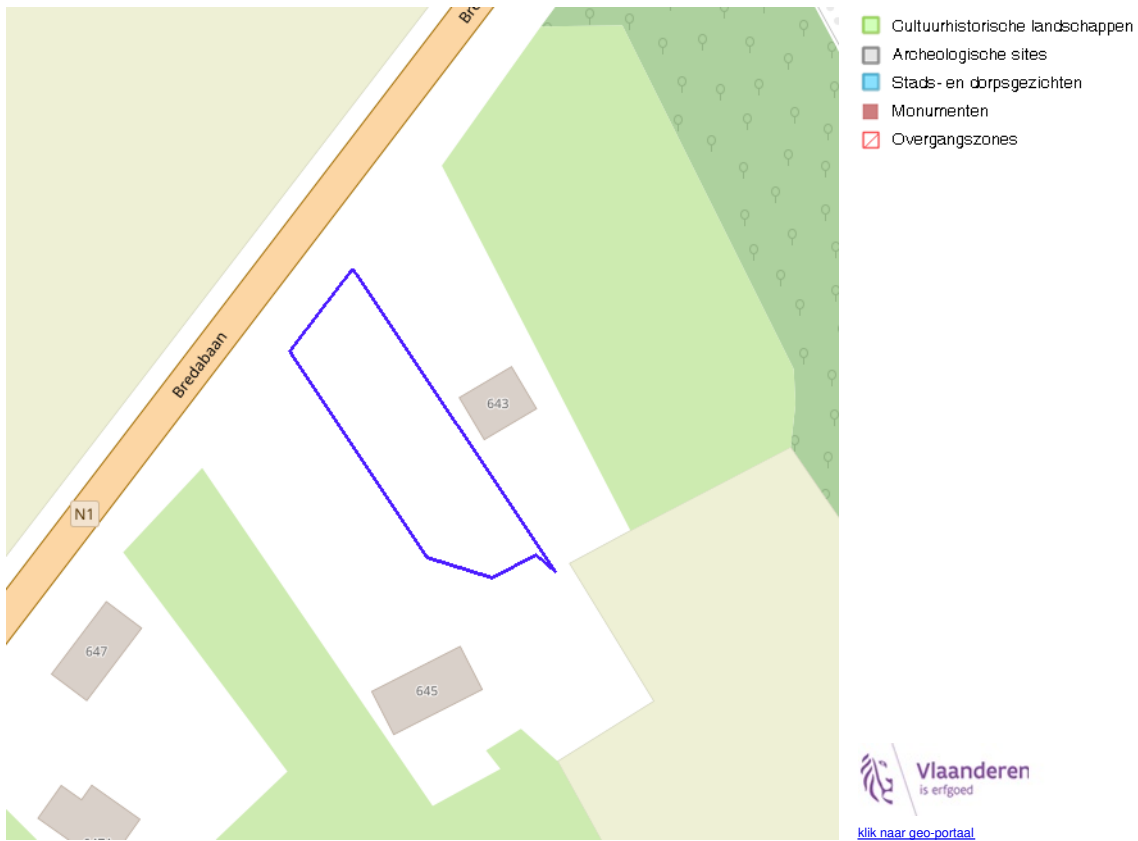 Bre
Bredabaan
643
N1
647
645
Cultuurhistorische landschappen
Archeologische sites
Stads- en dorpsgezichten
Monumenten
Overgangszones
Vlaanderen
is erfgoed
klik naar geo-portaal